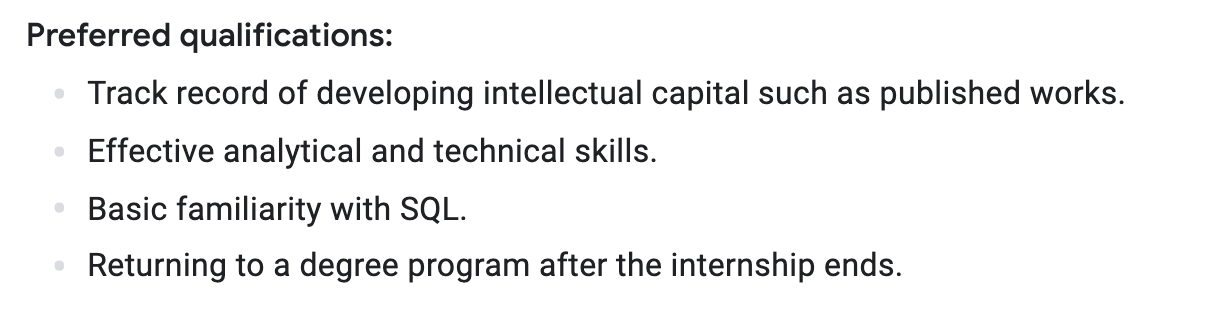 Preferred qualifications:
Track record of developing intellectual capital such as published works.
Effective analytical and technical skills.
Basic familiarity with SQL.
Returning to a degree program after the internship ends.